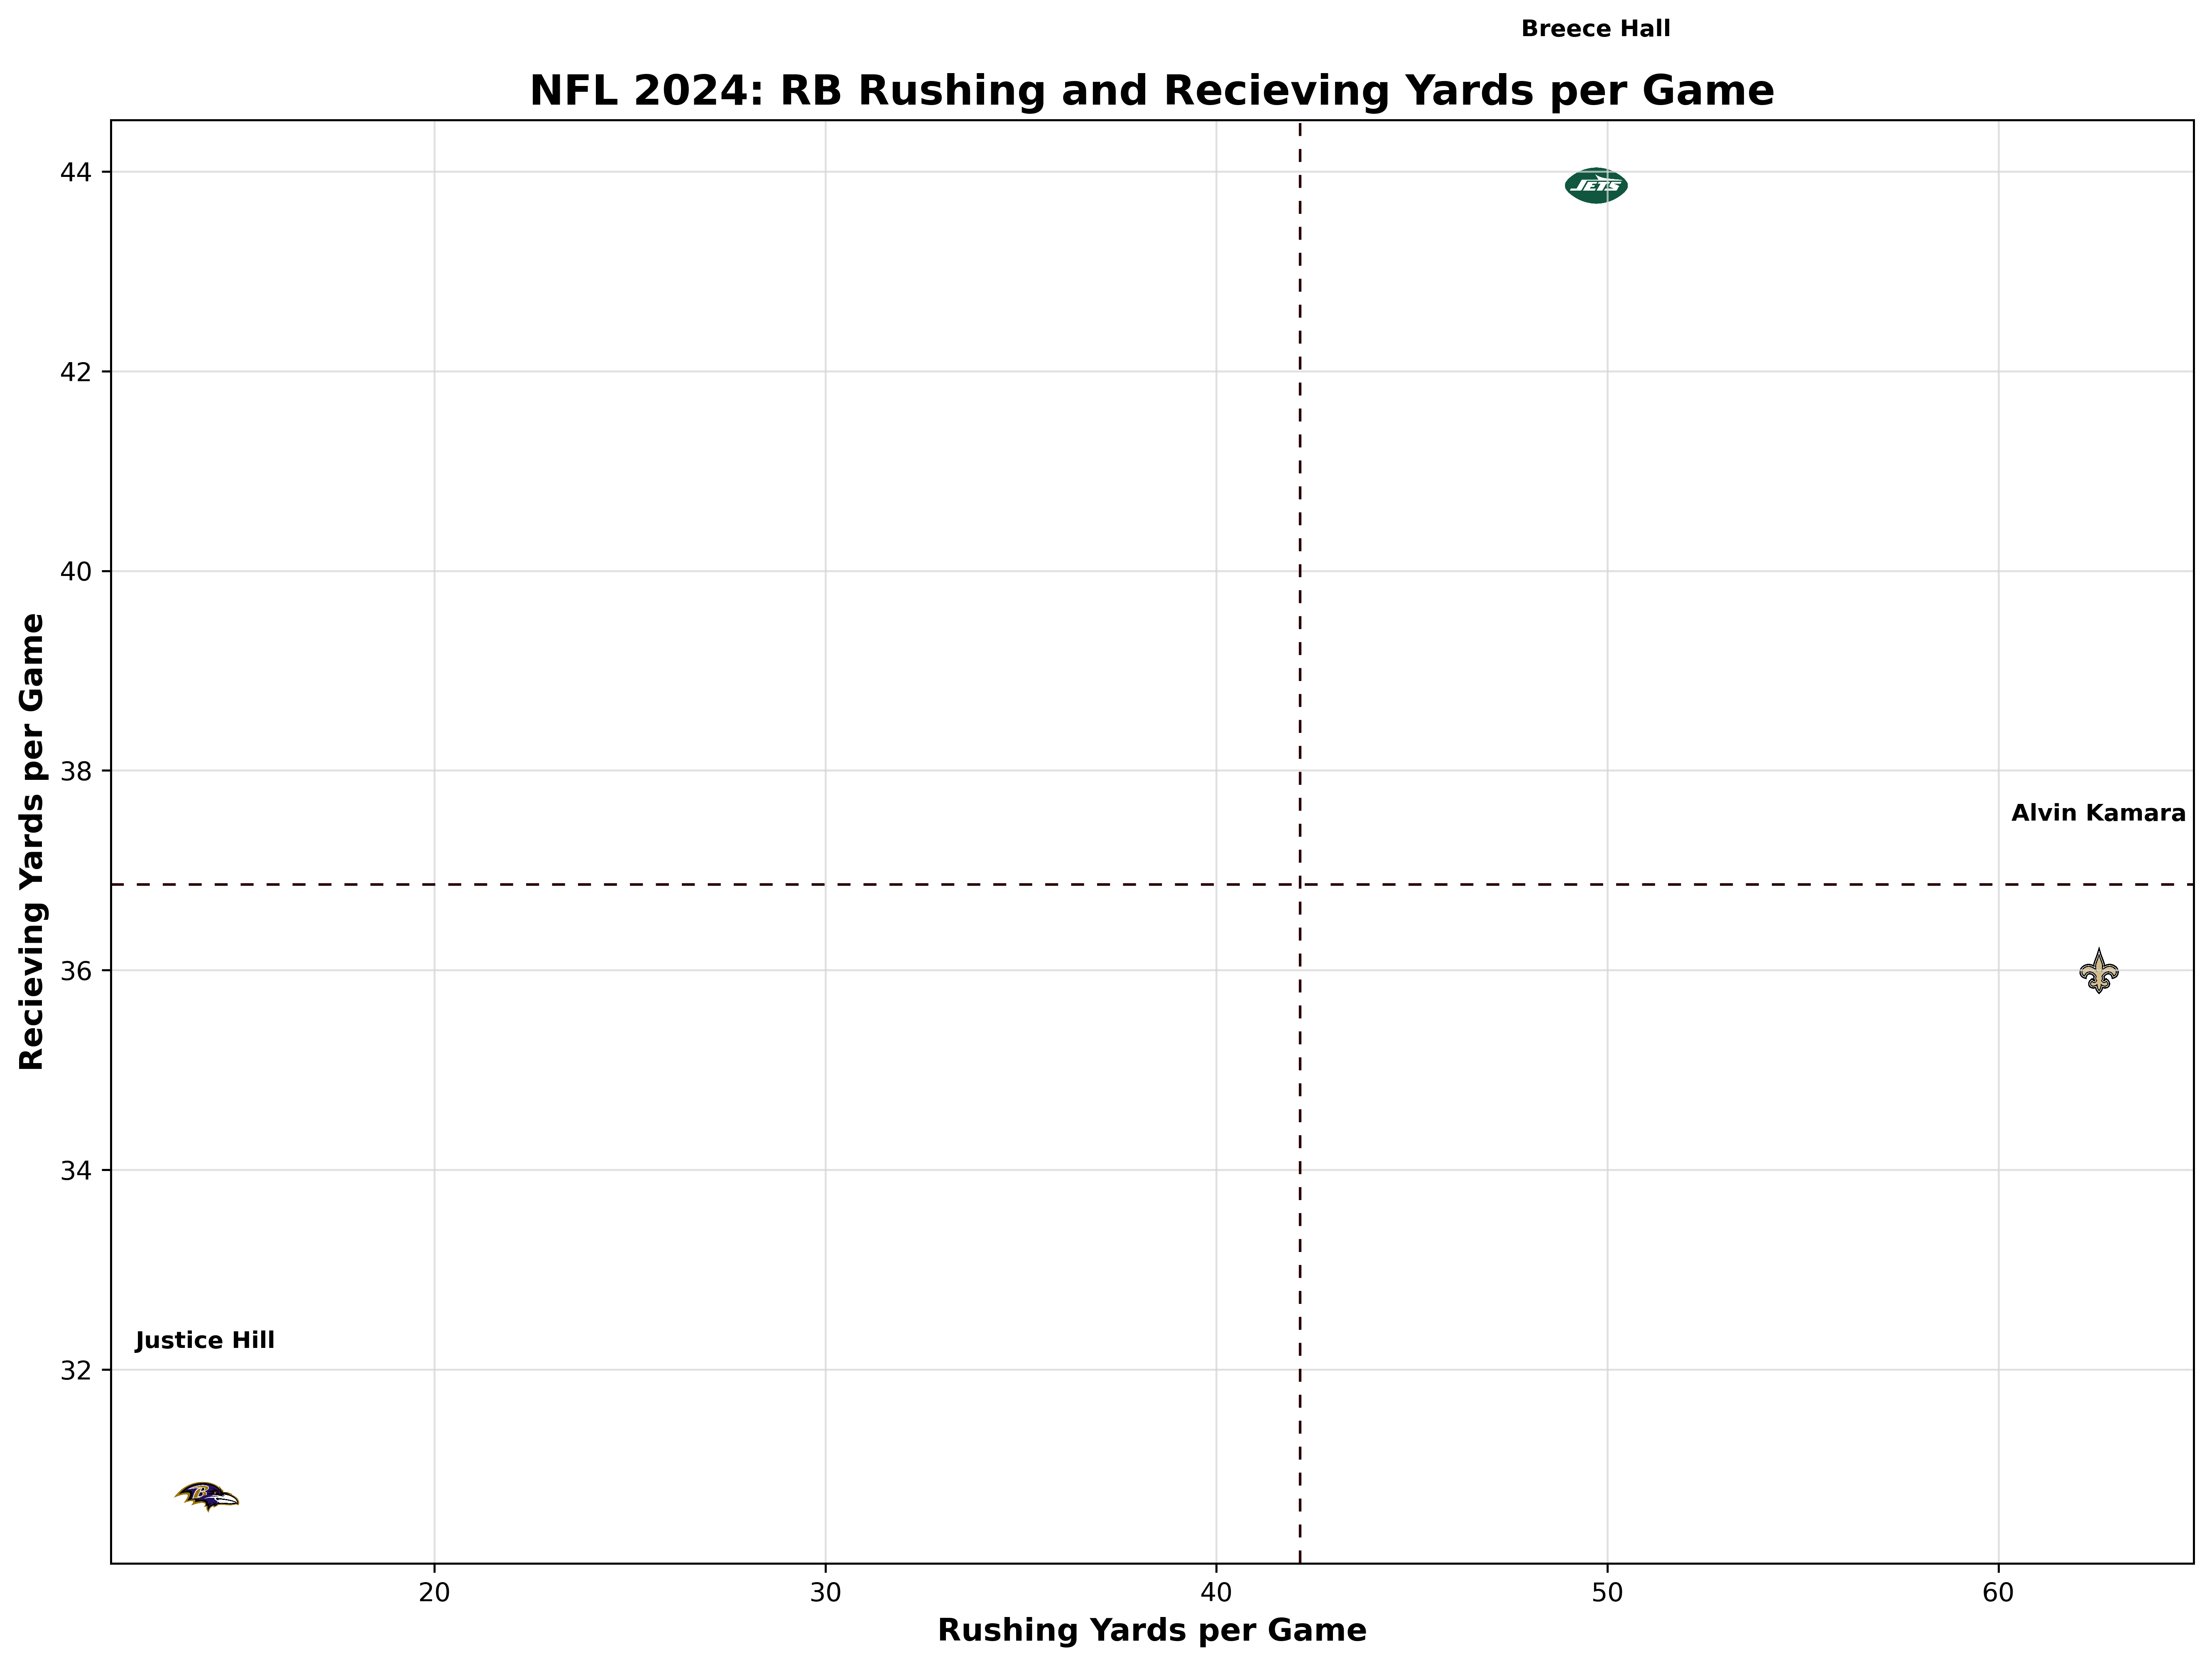 Breece Hall
NFL 2024: RB Rushing and Recieving Yards per Game
44
JETS
42
40
38
Alvin Kamara
36
34
Justice Hill
32
B
20 30 40 50 60
Rushing Yards per Game
Recieving Yards per Game